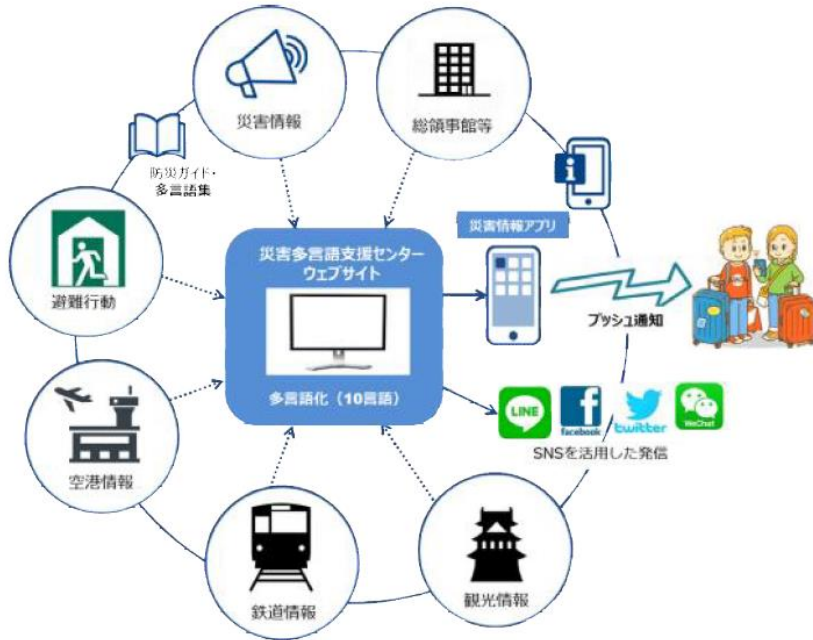 災害情報
総領事館等
防災ガイド・
多言語集
i
災害情報アプリ
災害多言語支援センター
ウェブサイト
避難行動
プッシュ通知
多言語化（10言語）
LINE
facebook
twitter
WeChat
SNSを活用した発信
空港情報
鉄道情報
観光情報